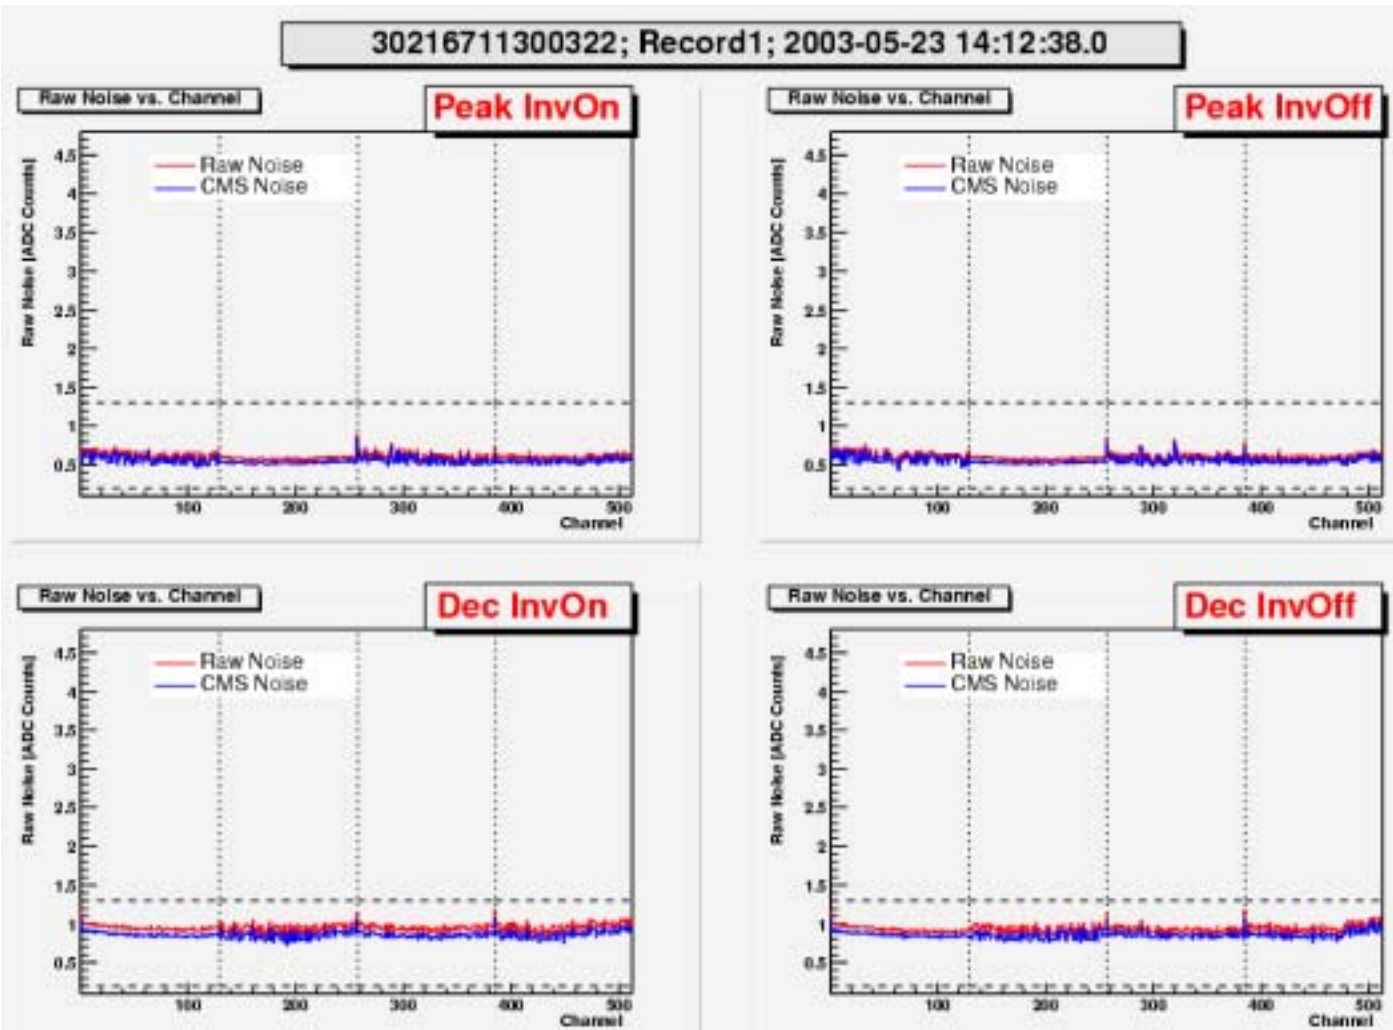 30216711300322; Record1; 2003-05-23 14:12:38.0
Raw Noise vs. Channel
Peak InvOn
Raw Noise [ADC Counts]
4.5
4
3.5
3
2.5
2
1.5
1
0.5
Raw Noise
CMS Noise
100 200 300 400 500
Channel
Raw Noise vs. Channel
Peak InvOff
Raw Noise [ADC Counts]
4.5
4
3.5
3
2.5
2
1.5
1
0.5
Raw Noise
CMS Noise
100 200 300 400 500
Channel
Raw Noise vs. Channel
Dec InvOn
Raw Noise [ADC Counts]
4.5
4
3.5
3
2.5
2
1.5
1
0.5
Raw Noise
CMS Noise
100 200 300 400 500
Channel
Raw Noise vs. Channel
Dec InvOff
Raw Noise [ADC Counts]
4.5
4
3.5
3
2.5
2
1.5
1
0.5
Raw Noise
CMS Noise
100 200 300 400 500
Channel